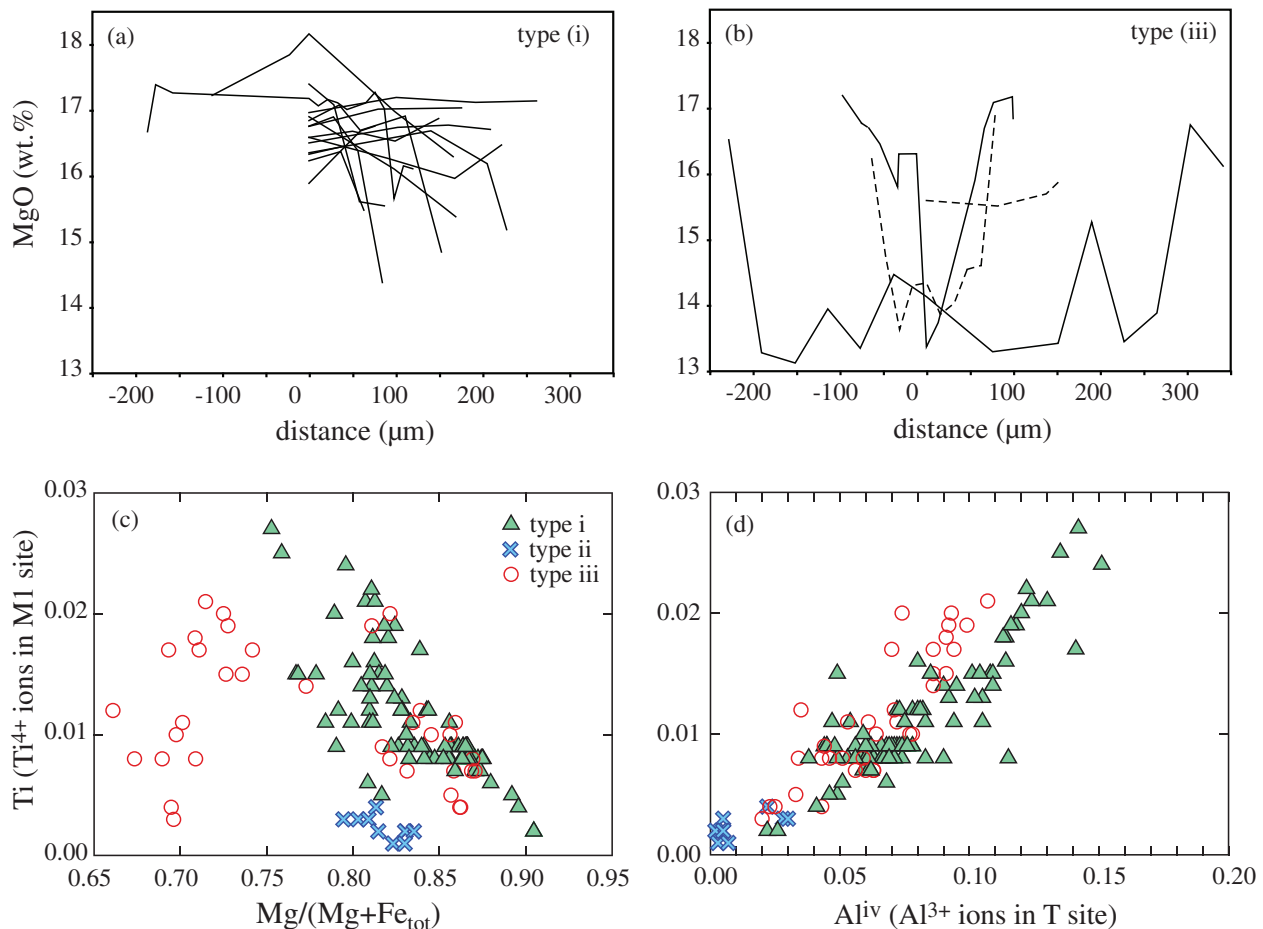 (a) type (i)
(b) type (iii)
MgO (wt.%)
18
17
16
15
14
13
18
17
16
15
14
13
-200 -100 0 100 200
-200 -100 0 100 200 300
distance (μm)
distance (μm)
Ti (Ti⁴⁺ ions in M1 site)
0.03
0.02
0.01
0.00
(c)
type i
type ii
type iii
(d)
0.03
0.02
0.01
0.00
0.65 0.70 0.75 0.80 0.85 0.90 0.95
0.00 0.05 0.10 0.15 0.20
Mg/(Mg+Fetot)
Alⁱᵛ (Al³⁺ ions in T site)